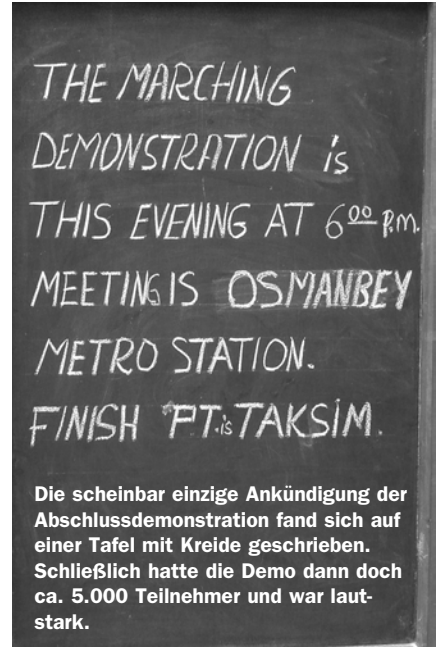 THE MARCHING
DEMONSTRATION is
THIS EVENING AT 6⁰⁰ P.M.
MEETING IS OSMANBEY
METRO STATION.
FINISH PT. is TAKSİM.
Die scheinbar einzige Ankündigung der
Abschlussdemonstration fand sich auf
einer Tafel mit Kreide geschrieben.
Schließlich hatte die Demo dann doch
ca. 5.000 Teilnehmer und war laut-
stark.